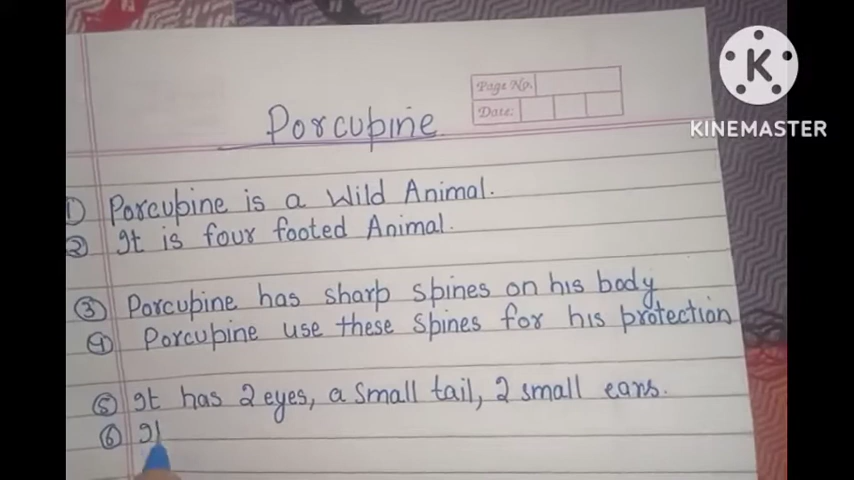 KINEMASTER
Page No.
Date:
Porcupine
① Porcupine is a Wild Animal.
② It is four footed Animal.
③ Porcupine has sharp spines on his body
④ Porcupine use these spines for his protection
⑤ It has 2 eyes, a small tail, 2 small ears.
⑥ It